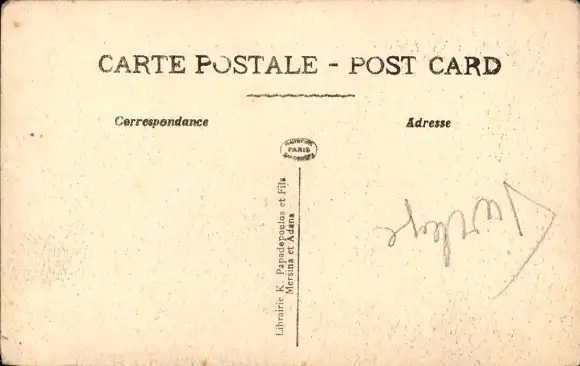 CARTE POSTALE - POST CARD
Correspondance
Adresse
PARIS
Librairie K. Papadopoulos et Fils
Mersina et Adana